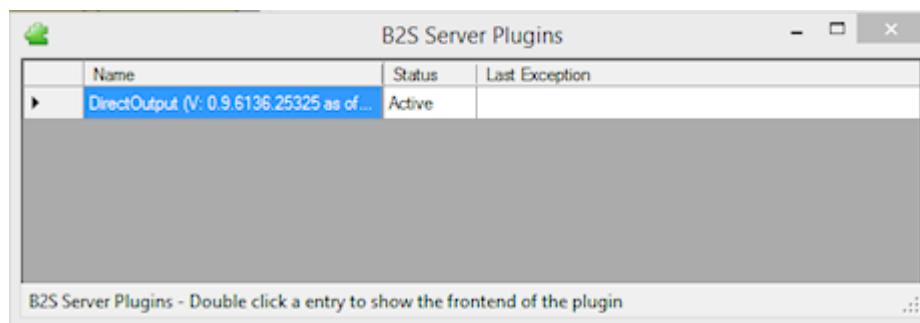 B2S Server Plugins
Name Status Last Exception
DirectOutput (V: 0.9.6136.25325 as of... Active
B2S Server Plugins - Double click a entry to show the frontend of the plugin